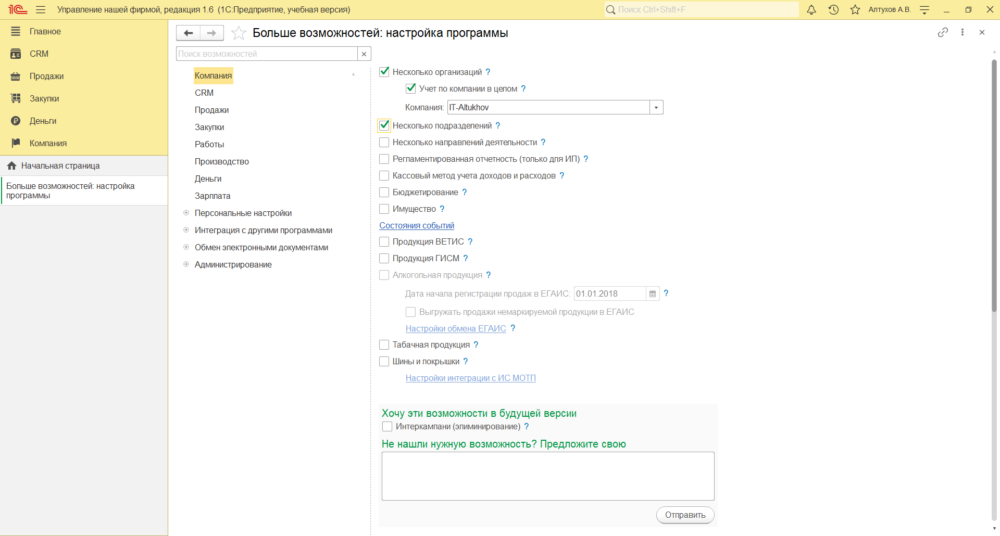 1С Управление нашей фирмой, редакция 1.6 (1С:Предприятие, учебная версия) Поиск Ctrl+Shift+F Алтухов А.В.
Главное
CRM
Продажи
Закупки
Деньги
Компания
Начальная страница
Больше возможностей: настройка
программы
Больше возможностей: настройка программы
Поиск возможностей
Компания
CRM
Продажи
Закупки
Работы
Производство
Деньги
Зарплата
Персональные настройки
Интеграция с другими программами
Обмен электронными документами
Администрирование
Несколько организаций ?
Учет по компании в целом ?
Компания: IT-Altukhov
Несколько подразделений ?
Несколько направлений деятельности ?
Регламентированная отчетность (только для ИП) ?
Кассовый метод учета доходов и расходов ?
Бюджетирование ?
Имущество ?
Состояния событий
Продукция ВЕТИС ?
Продукция ГИСМ ?
Алкогольная продукция ?
Дата начала регистрации продаж в ЕГАИС: 01.01.2018 ?
Выгружать продажи немаркируемой продукции в ЕГАИС
Настройки обмена ЕГАИС ?
Табачная продукция ?
Шины и покрышки ?
Настройки интеграции с ИС МОТП
Хочу эти возможности в будущей версии
Интеркампани (элиминирование) ?
Не нашли нужную возможность? Предложите свою
Отправить